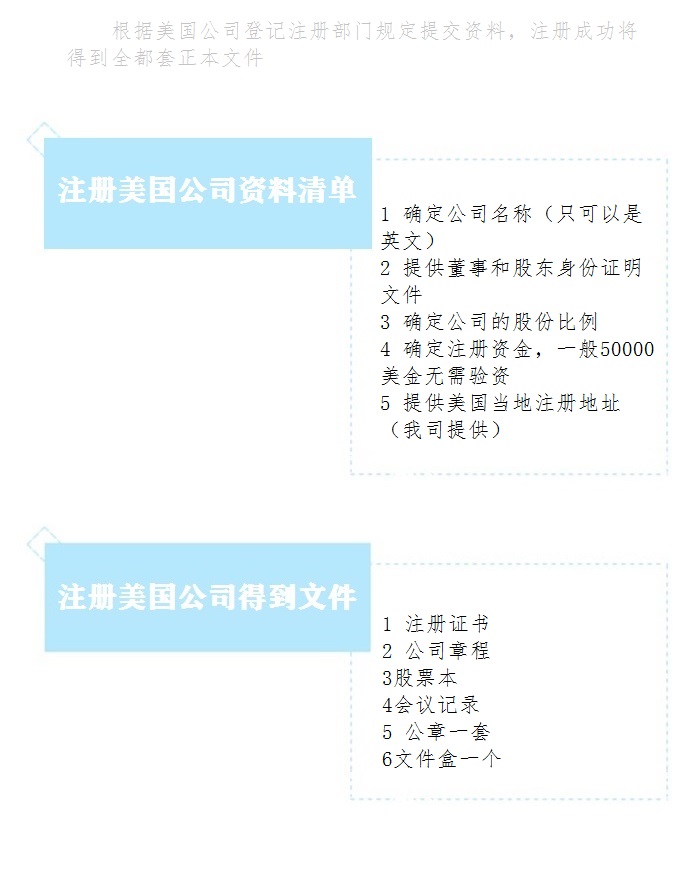 根据美国公司登记注册部门规定提交资料，注册成功将
得到全都套正本文件
注册美国公司资料清单
1 确定公司名称（只可以是
英文）
2 提供董事和股东身份证明
文件
3 确定公司的股份比例
4 确定注册资金，一般50000
美金无需验资
5 提供美国当地注册地址
（我司提供）
注册美国公司得到文件
1 注册证书
2 公司章程
3股票本
4会议记录
5 公章一套
6文件盒一个